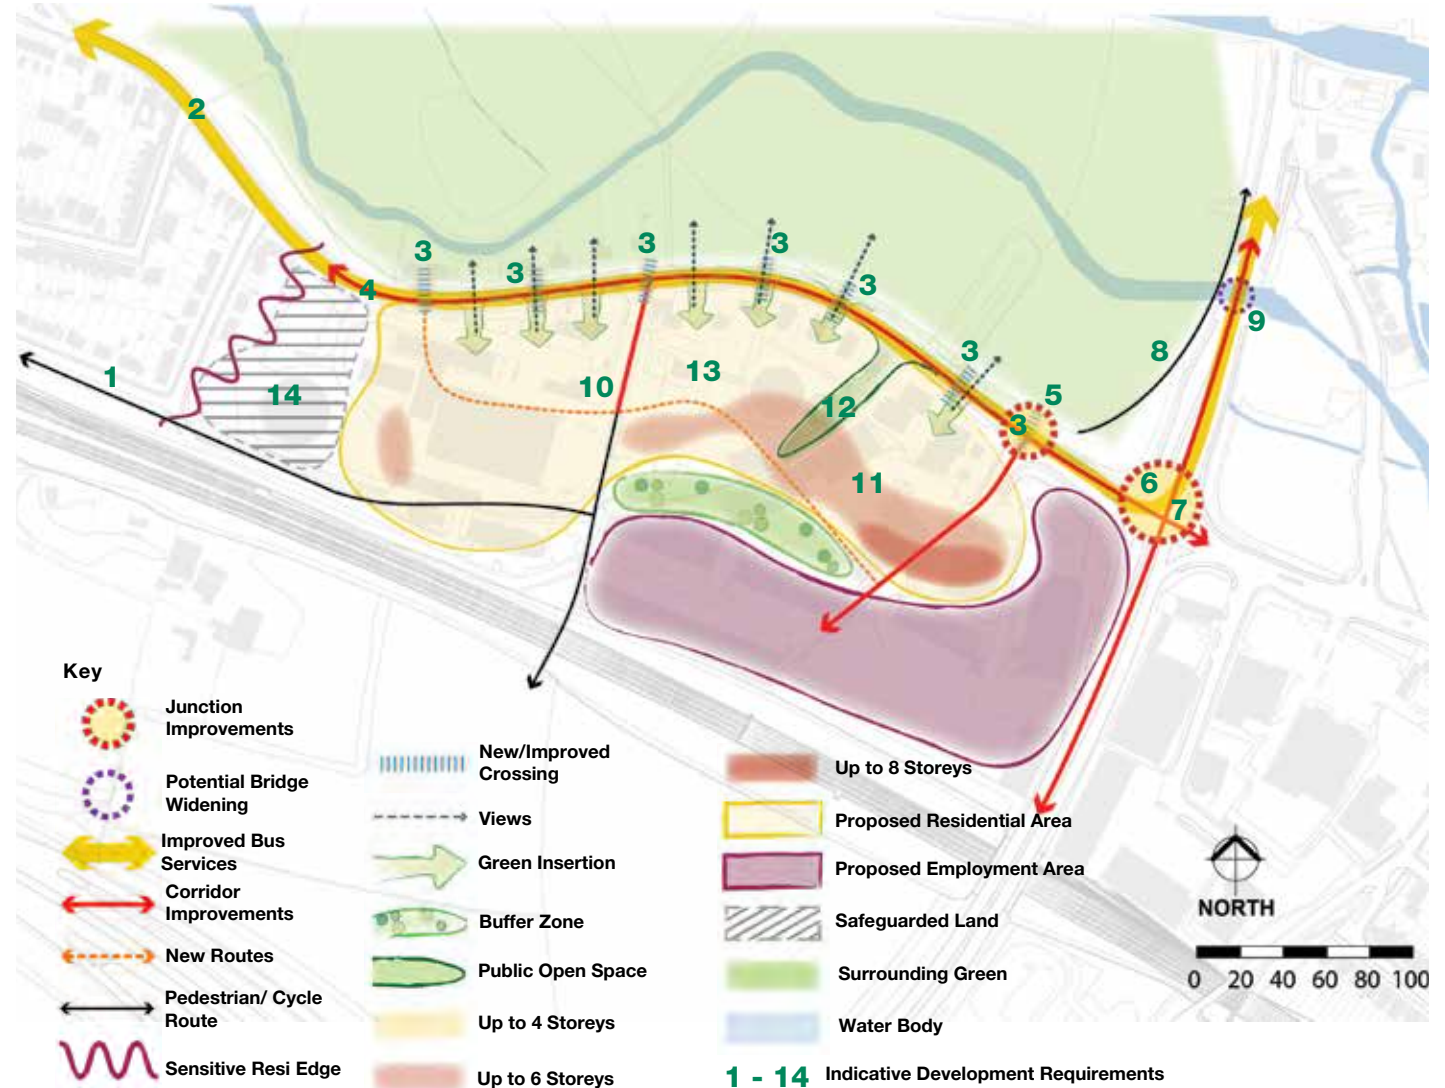 2
3
3
3
3
3
4
3
5
3
8
9
1
14
10
13
12
11
6
7
Key
Junction
Improvements
Potential Bridge
Widening
Improved Bus
Services
Corridor
Improvements
New Routes
Pedestrian/ Cycle
Route
Sensitive Resi Edge
New/Improved
Crossing
Views
Green Insertion
Buffer Zone
Public Open Space
Up to 4 Storeys
Up to 6 Storeys
Up to 8 Storeys
Proposed Residential Area
Proposed Employment Area
Safeguarded Land
Surrounding Green
Water Body
1 - 14 Indicative Development Requirements
NORTH
0 20 40 60 80 100